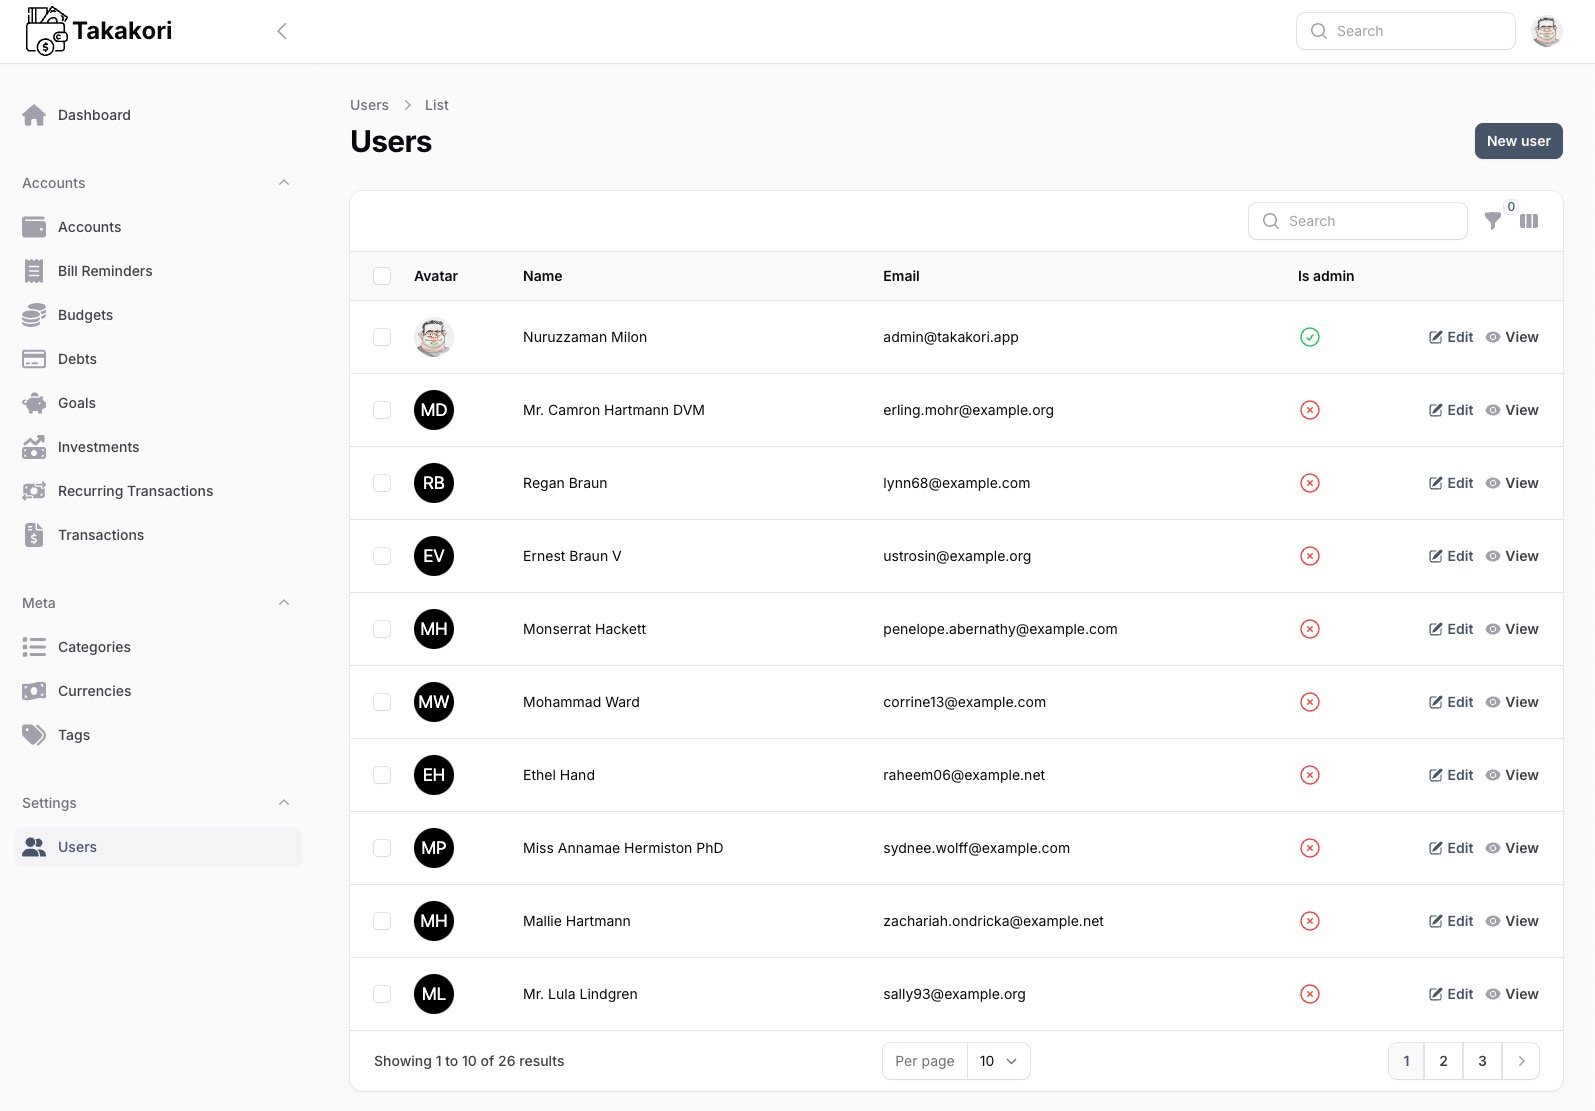 Takakori
Search
Dashboard
Accounts
Accounts
Bill Reminders
Budgets
Debts
Goals
Investments
Recurring Transactions
Transactions
Meta
Categories
Currencies
Tags
Settings
Users
Users > List
Users
New user
Search
0
Avatar Name Email Is admin
Nuruzzaman Milon admin@takakori.app Edit View
MD Mr. Camron Hartmann DVM erling.mohr@example.org Edit View
RB Regan Braun lynn68@example.com Edit View
EV Ernest Braun V ustrosin@example.org Edit View
MH Monserrat Hackett penelope.abernathy@example.com Edit View
MW Mohammad Ward corrine13@example.com Edit View
EH Ethel Hand raheem06@example.net Edit View
MP Miss Annamae Hermiston PhD sydnee.wolff@example.com Edit View
MH Mallie Hartmann zachariah.ondricka@example.net Edit View
ML Mr. Lula Lindgren sally93@example.org Edit View
Showing 1 to 10 of 26 results Per page 10 1 2 3